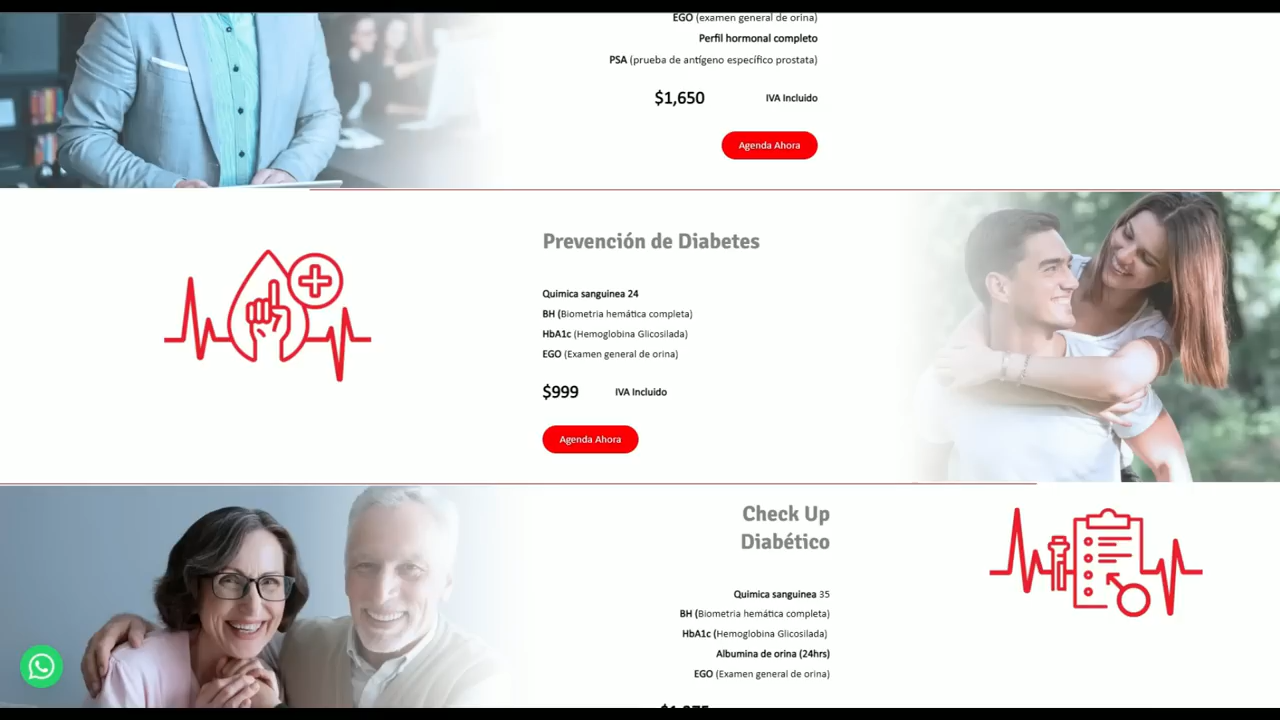 EGO (examen general de orina)
Perfil hormonal completo
PSA (prueba de antígeno específico prostata)
$1,650 IVA Incluido
Agenda Ahora
Prevención de Diabetes
Quimica sanguinea 24
BH (Biometria hemática completa)
HbA1c (Hemoglobina Glicosilada)
EGO (Examen general de orina)
$999 IVA Incluido
Agenda Ahora
Check Up
Diabético
Quimica sanguinea 35
BH (Biometria hemática completa)
HbA1c (Hemoglobina Glicosilada)
Albumina de orina (24hrs)
EGO (Examen general de orina)